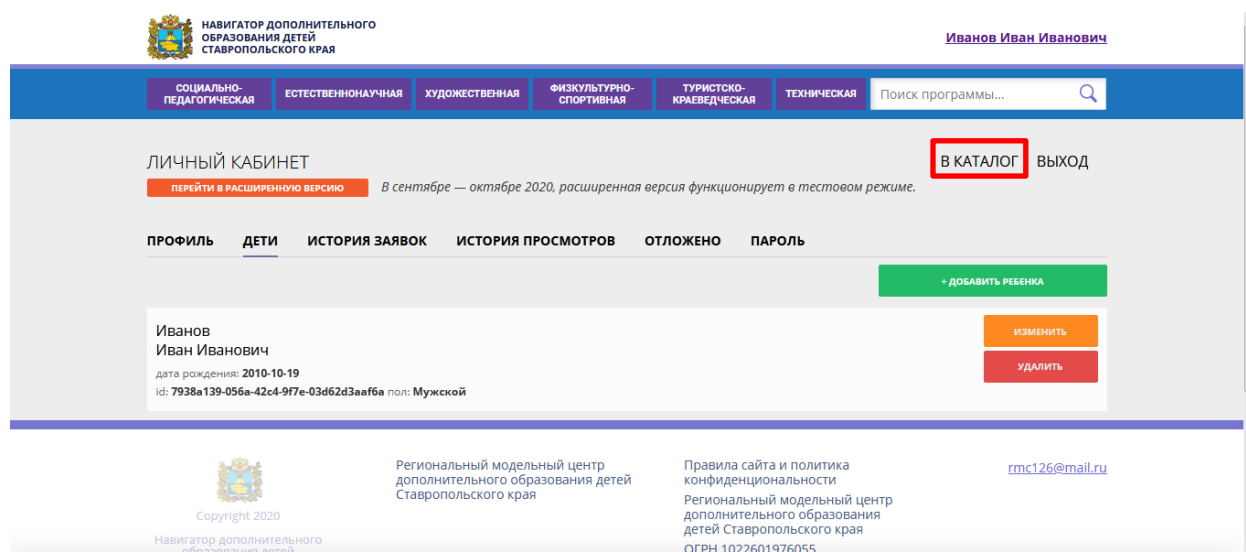 НАВИГАТОР ДОПОЛНИТЕЛЬНОГО
ОБРАЗОВАНИЯ ДЕТЕЙ
СТАВРОПОЛЬСКОГО КРАЯ
Иванов Иван Иванович
СОЦИАЛЬНО-
ПЕДАГОГИЧЕСКАЯ
ЕСТЕСТВЕННОНАУЧНАЯ
ХУДОЖЕСТВЕННАЯ
ФИЗКУЛЬТУРНО-
СПОРТИВНАЯ
ТУРИСТСКО-
КРАЕВЕДЧЕСКАЯ
ТЕХНИЧЕСКАЯ
Поиск программы...
ЛИЧНЫЙ КАБИНЕТ
В КАТАЛОГ ВЫХОД
ПЕРЕЙТИ В РАСШИРЕННУЮ ВЕРСИЮ
В сентябре — октябре 2020, расширенная версия функционирует в тестовом режиме.
ПРОФИЛЬ ДЕТИ ИСТОРИЯ ЗАЯВОК ИСТОРИЯ ПРОСМОТРОВ ОТЛОЖЕНО ПАРОЛЬ
+ ДОБАВИТЬ РЕБЕНКА
Иванов
Иван Иванович
дата рождения: 2010-10-19
id: 7938a139-056a-42c4-9f7e-03d62d3aaf6a пол: Мужской
ИЗМЕНИТЬ
УДАЛИТЬ
Copyright 2020
Навигатор дополнительного
образования детей
Региональный модельный центр
дополнительного образования детей
Ставропольского края
Правила сайта и политика
конфиденциональности
Региональный модельный центр
дополнительного образования
детей Ставропольского края
ОГРН 1022601976055
rmc126@mail.ru